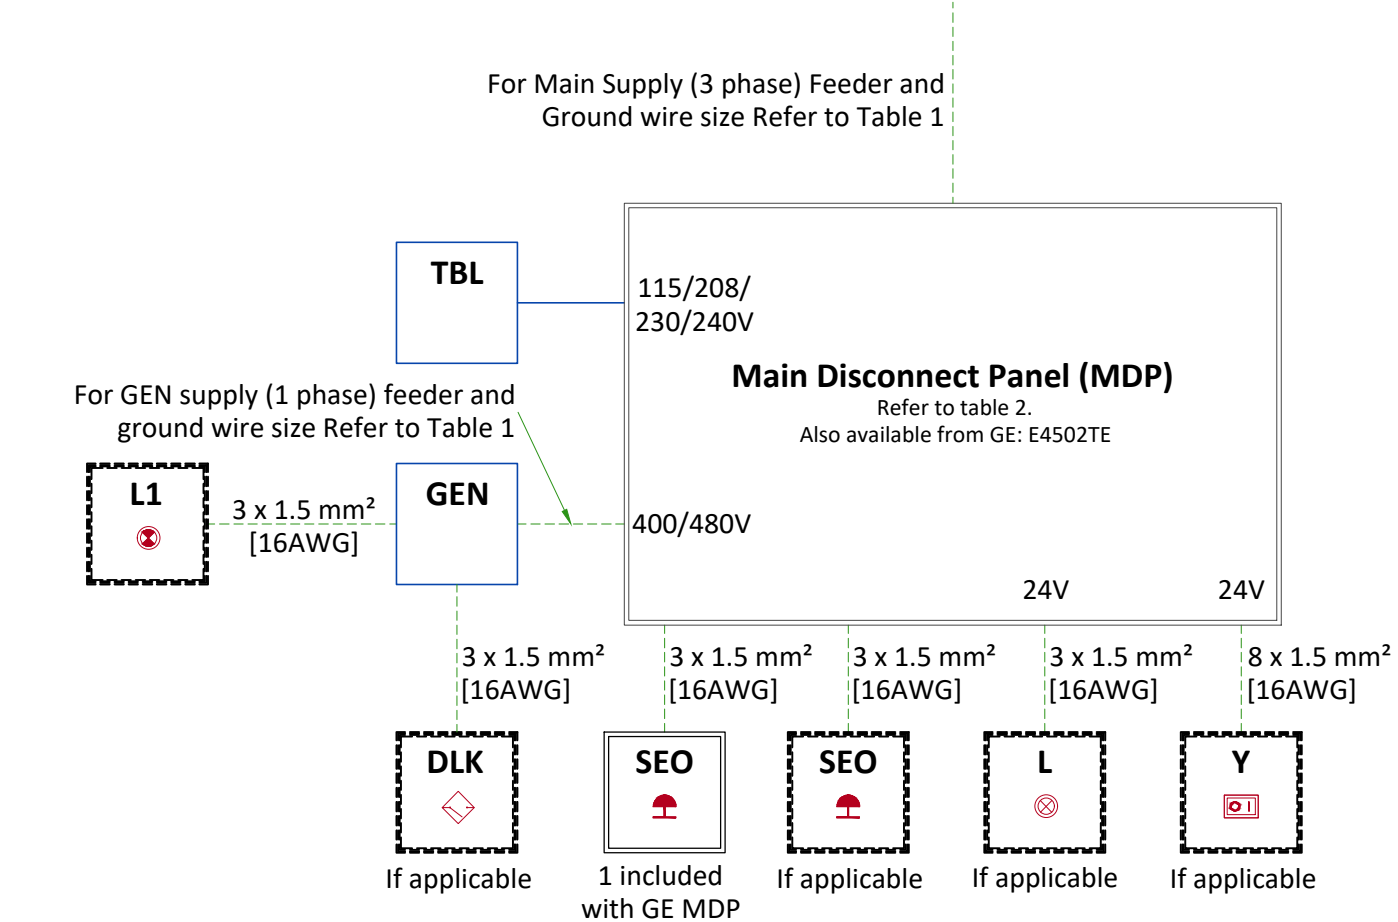 For Main Supply (3 phase) Feeder and
Ground wire size Refer to Table 1
TBL
115/208/
230/240V
Main Disconnect Panel (MDP)
Refer to table 2.
Also available from GE: E4502TE
For GEN supply (1 phase) feeder and
ground wire size Refer to Table 1
L1
3 x 1.5 mm²
[16AWG]
GEN
400/480V
24V
24V
3 x 1.5 mm²
[16AWG]
3 x 1.5 mm²
[16AWG]
3 x 1.5 mm²
[16AWG]
3 x 1.5 mm²
[16AWG]
8 x 1.5 mm²
[16AWG]
DLK
If applicable
SEO
1 included
with GE MDP
SEO
If applicable
L
If applicable
Y
If applicable